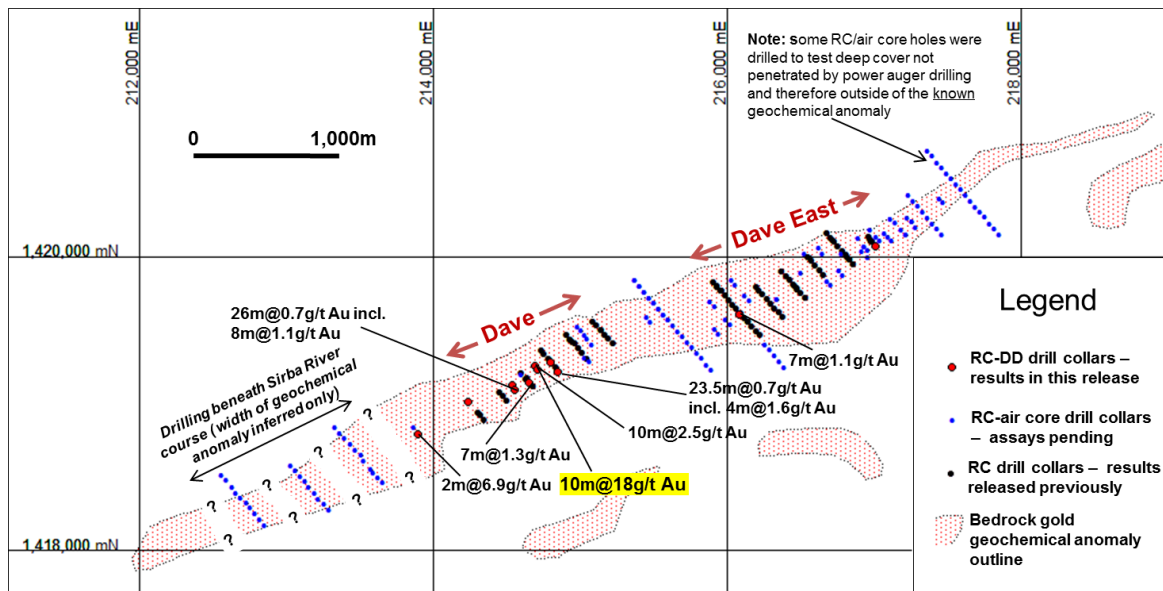 212,000 mE
214,000 mE
216,000 mE
218,000 mE
Note: some RC/air core holes were
drilled to test deep cover not
penetrated by power auger drilling
and therefore outside of the known
geochemical anomaly
0 1,000m
Dave East
1,420,000 mN
Dave
26m@0.7g/t Au incl.
8m@1.1g/t Au
7m@1.1g/t Au
23.5m@0.7g/t Au
incl. 4m@1.6g/t Au
10m@2.5g/t Au
Drilling beneath Sirba River
course (width of geochemical
anomaly inferred only)
7m@1.3g/t Au
2m@6.9g/t Au
10m@18g/t Au
? ? ? ?
? ? ? ?
1,418,000 mN
Legend
RC-DD drill collars –
results in this release
RC-air core drill collars
– assays pending
RC drill collars – results
released previously
Bedrock gold
geochemical anomaly
outline